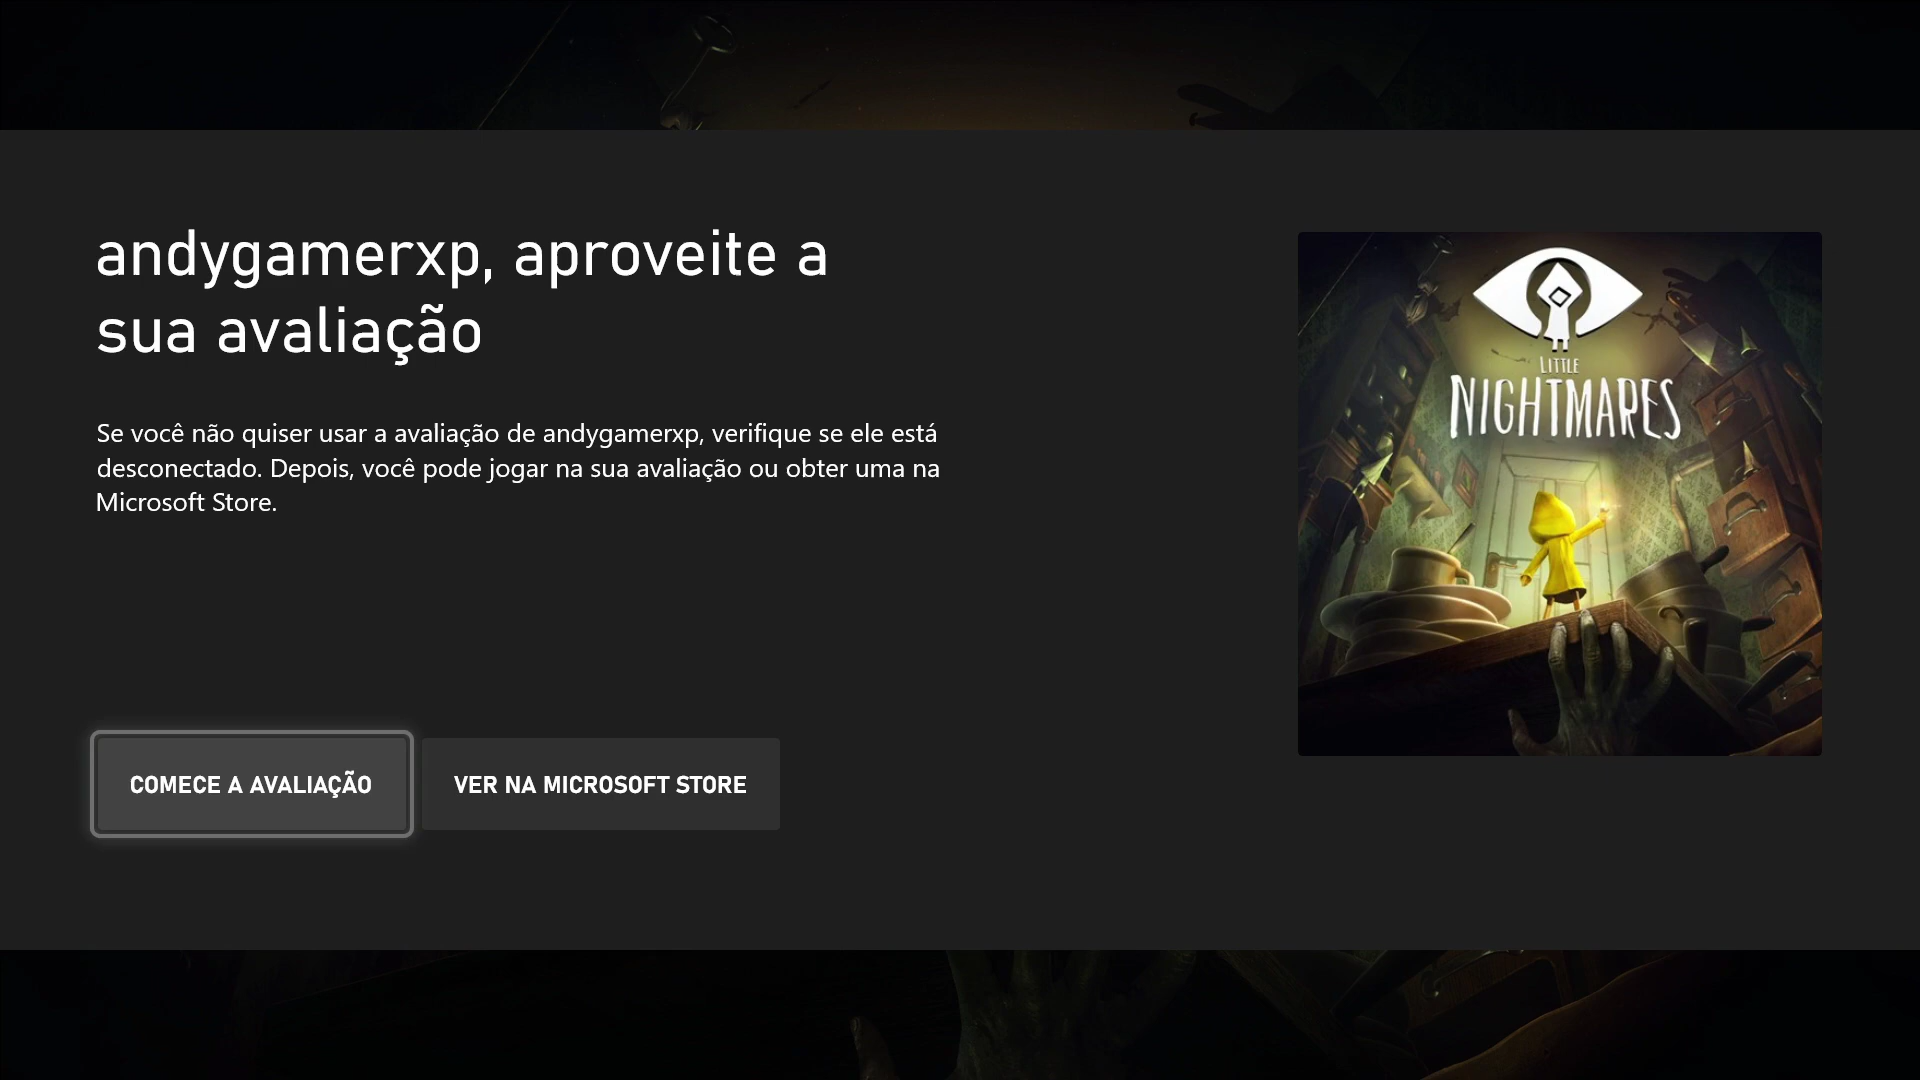 andygamerxp, aproveite a
sua avaliação
Se você não quiser usar a avaliação de andygamerxp, verifique se ele está
desconectado. Depois, você pode jogar na sua avaliação ou obter uma na
Microsoft Store.
COMECE A AVALIAÇÃO
VER NA MICROSOFT STORE
LITTLE
NIGHTMARES